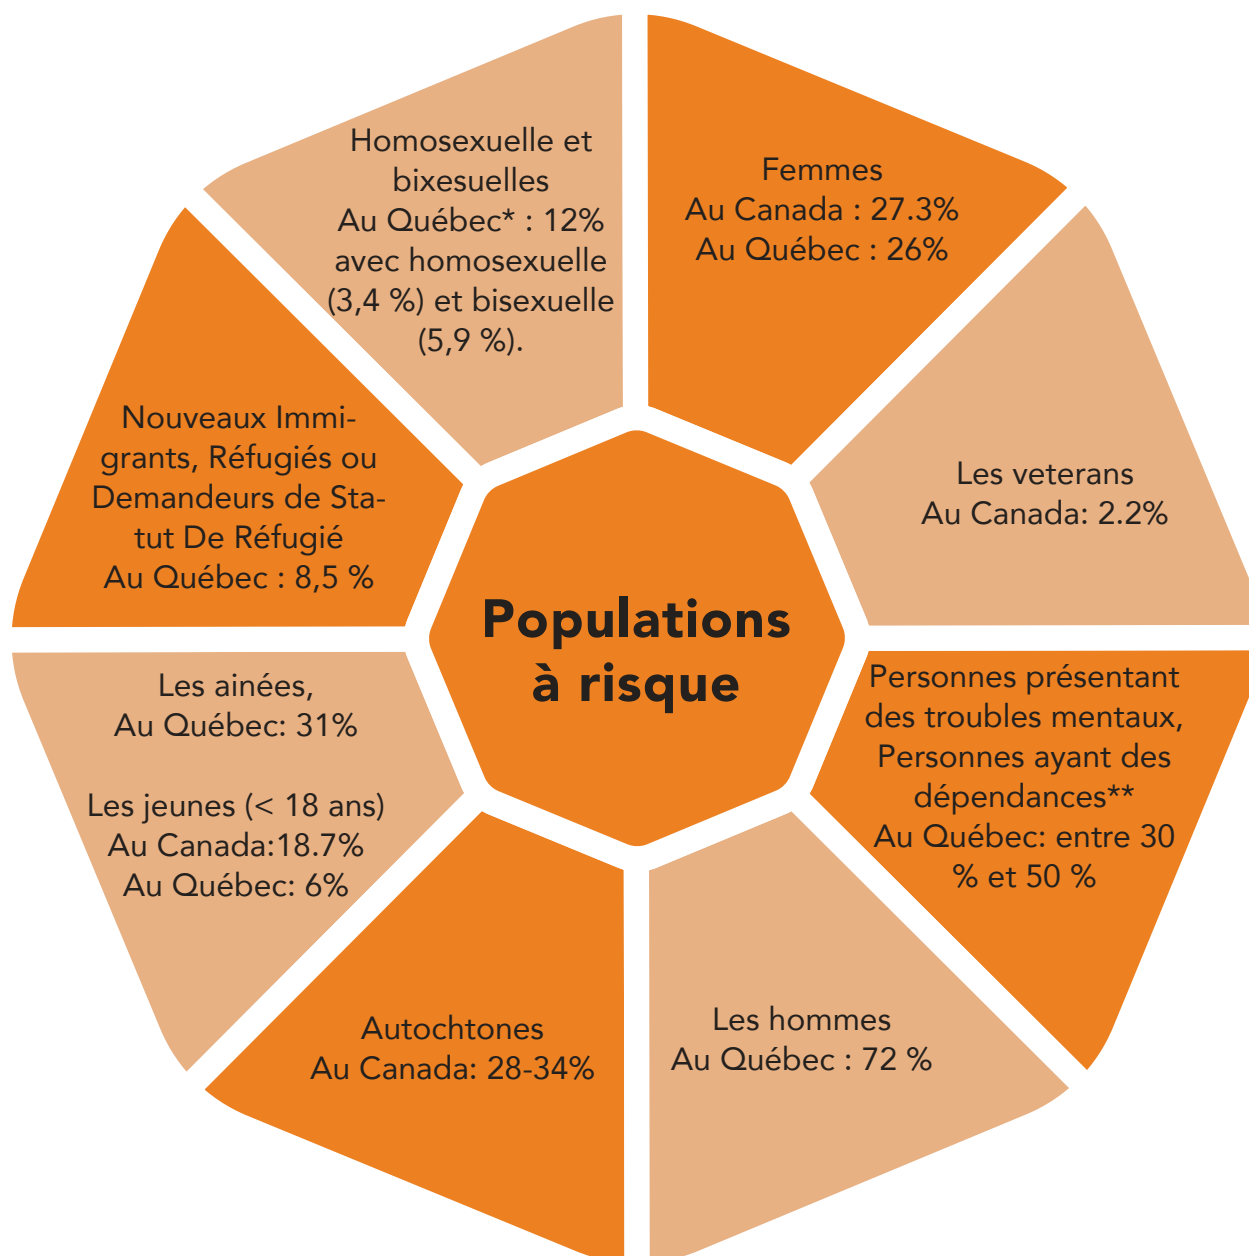 Homosexuelle et
bixesuelles
Au Québec* : 12%
avec homosexuelle
(3,4 %) et bisexuelle
(5,9 %).
Femmes
Au Canada : 27.3%
Au Québec : 26%
Les veterans
Au Canada: 2.2%
Personnes présentant
des troubles mentaux,
Personnes ayant des
dépendances**
Au Québec: entre 30
% et 50 %
Les hommes
Au Québec : 72 %
Autochtones
Au Canada: 28-34%
Les ainées,
Au Québec: 31%
Les jeunes (< 18 ans)
Au Canada:18.7%
Au Québec: 6%
Nouveaux Immi-
grants, Réfugiés ou
Demandeurs de Sta-
tut De Réfugié
Au Québec : 8,5 %
Populations
à risque